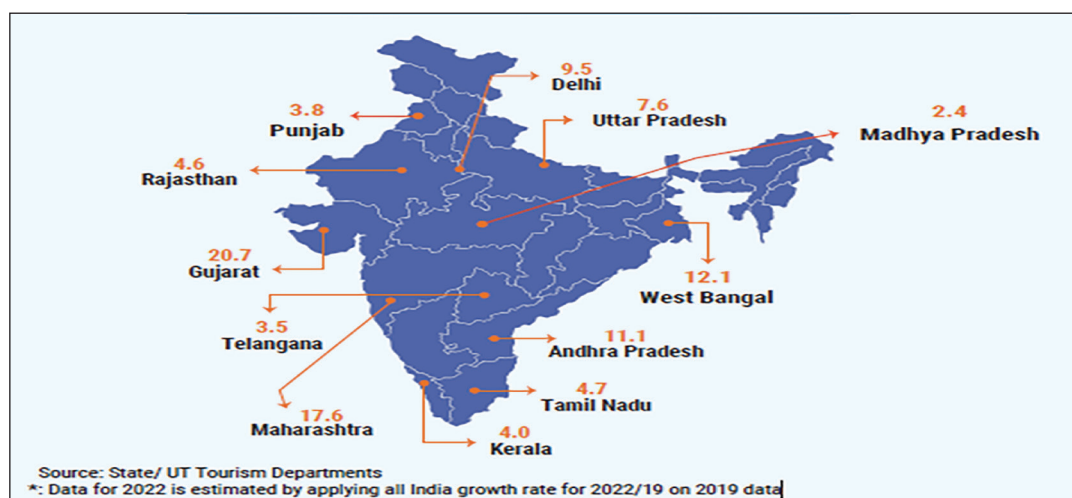 9.5
Delhi
3.8
Punjab
7.6
Uttar Pradesh
2.4
Madhya Pradesh
4.6
Rajasthan
20.7
Gujarat
12.1
West Bangal
3.5
Telangana
11.1
Andhra Pradesh
17.6
Maharashtra
4.7
Tamil Nadu
4.0
Kerala
Source: State/ UT Tourism Departments
*: Data for 2022 is estimated by applying all India growth rate for 2022/19 on 2019 data